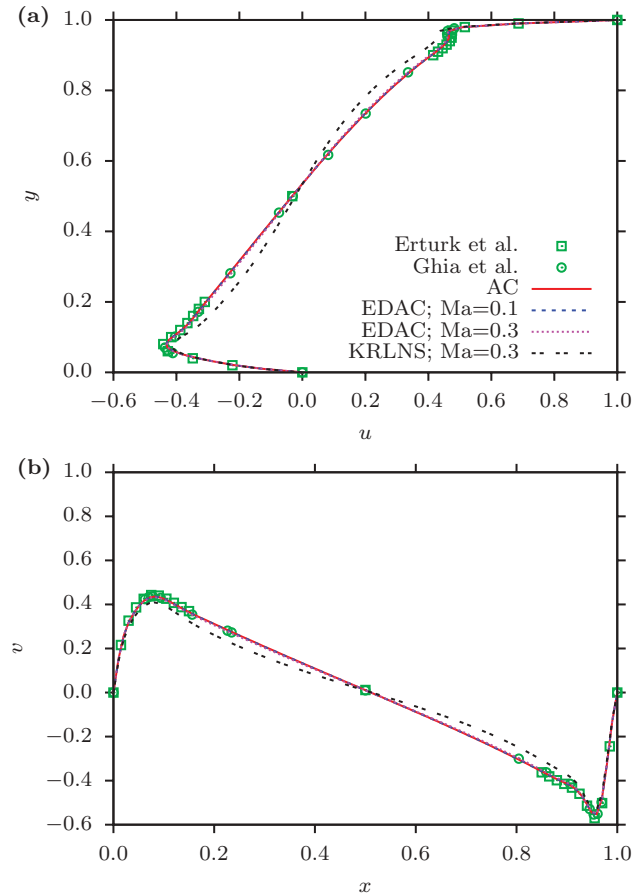 (a)
1.0
0.8
0.6
y
0.4
0.2
0.0
Erturk et al.
Ghia et al.
AC
EDAC; Ma=0.1
EDAC; Ma=0.3
KRLNS; Ma=0.3
−0.6 −0.4 −0.2 0.0 0.2 0.4 0.6 0.8 1.0
u
(b)
1.0
0.8
0.6
0.4
v
0.2
0.0
−0.2
−0.4
−0.6
0.0 0.2 0.4 0.6 0.8 1.0
x